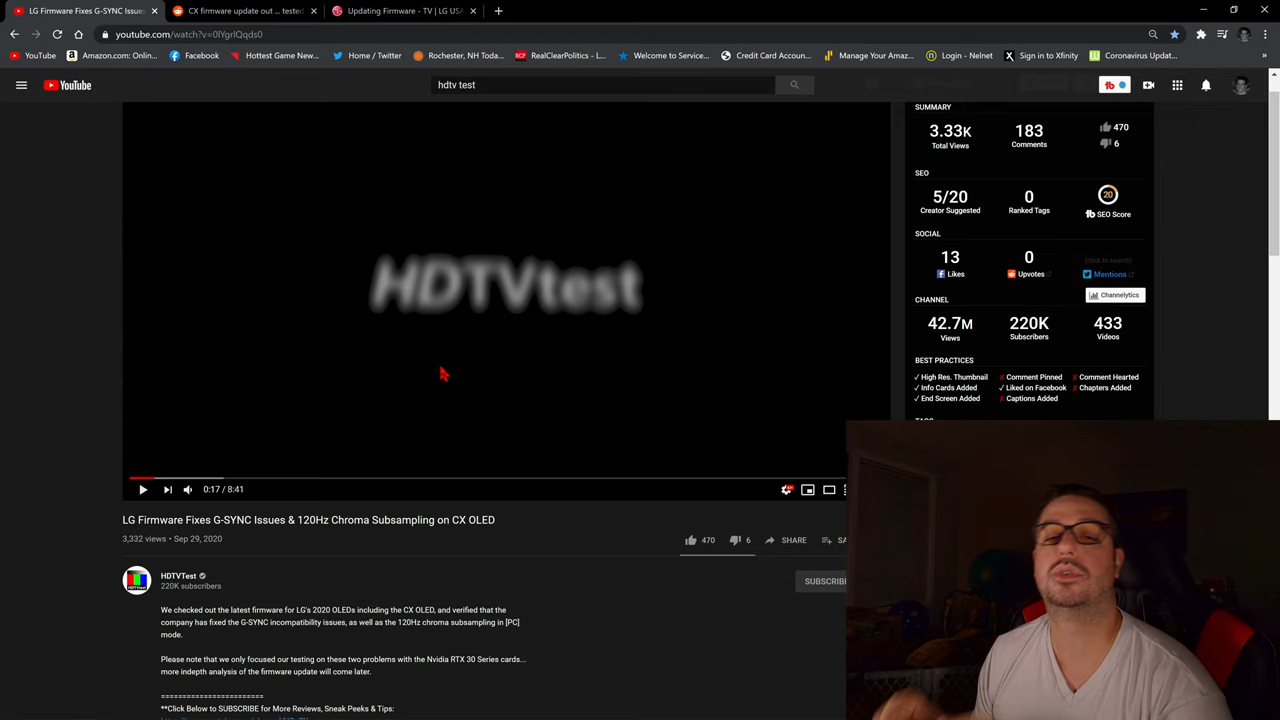 LG Firmware Fixes G-SYNC Issues
CX firmware update out ... tested
Updating Firmware - TV | LG USA
youtube.com/watch?v=0lYgrlQqds0
YouTube
Amazon.com: Onlin...
Facebook
Hottest Game New...
Home / Twitter
Rochester, NH Toda...
RCP
RealClearPolitics - L...
Welcome to Service...
Credit Card Accoun...
Manage Your Amaz...
Login - Nelnet
Sign in to Xfinity
Coronavirus Updat...
YouTube
hdtv test
tb
HDTVtest
0:17 / 8:41
LG Firmware Fixes G-SYNC Issues & 120Hz Chroma Subsampling on CX OLED
3,332 views • Sep 29, 2020
470
6
SHARE
SA
HDTVTest
220K subscribers
SUBSCRIBE
We checked out the latest firmware for LG's 2020 OLEDs including the CX OLED, and verified that the
company has fixed the G-SYNC incompatibility issues, as well as the 120Hz chroma subsampling in [PC]
mode.
Please note that we only focused our testing on these two problems with the Nvidia RTX 30 Series cards...
more indepth analysis of the firmware update will come later.
========================
**Click Below to SUBSCRIBE for More Reviews, Sneak Peeks & Tips:
SUMMARY
3.33K
Total Views
183
Comments
470
6
SEO
5/20
Creator Suggested
0
Ranked Tags
20
tb SEO Score
SOCIAL
13
Likes
0
Upvotes
(click to search)
Mentions
Channelytics
CHANNEL
42.7M
Views
220K
Subscribers
433
Videos
BEST PRACTICES
✓ High Res. Thumbnail
✗ Comment Pinned
✗ Comment Hearted
✓ Info Cards Added
✓ Liked on Facebook
✗ Chapters Added
✓ End Screen Added
✗ Captions Added